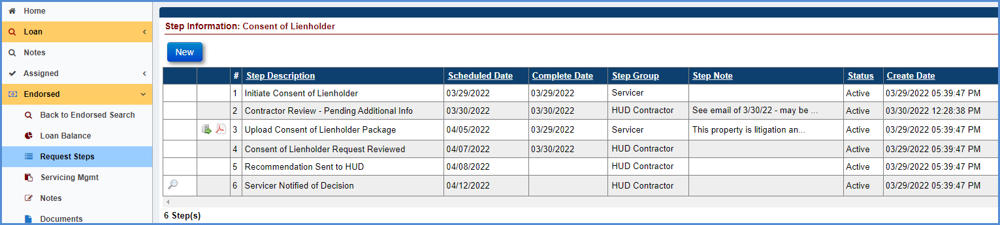 Home
Loan
Notes
Assigned
Endorsed
Back to Endorsed Search
Loan Balance
Request Steps
Servicing Mgmt
Notes
Documents
Step Information: Consent of Lienholder
New
# Step Description Scheduled Date Complete Date Step Group Step Note Status Create Date
1 Initiate Consent of Lienholder 03/29/2022 03/29/2022 Servicer Active 03/29/2022 05:39:47 PM
2 Contractor Review - Pending Additional Info 03/30/2022 03/30/2022 HUD Contractor See email of 3/30/22 - may be ... Active 03/30/2022 12:28:38 PM
3 Upload Consent of Lienholder Package 04/05/2022 03/29/2022 Servicer This property is litigation an... Active 03/29/2022 05:39:47 PM
4 Consent of Lienholder Request Reviewed 04/07/2022 03/30/2022 HUD Contractor Active 03/29/2022 05:39:47 PM
5 Recommendation Sent to HUD 04/08/2022 HUD Contractor Active 03/29/2022 05:39:47 PM
6 Servicer Notified of Decision 04/12/2022 HUD Contractor Active 03/29/2022 05:39:47 PM
6 Step(s)